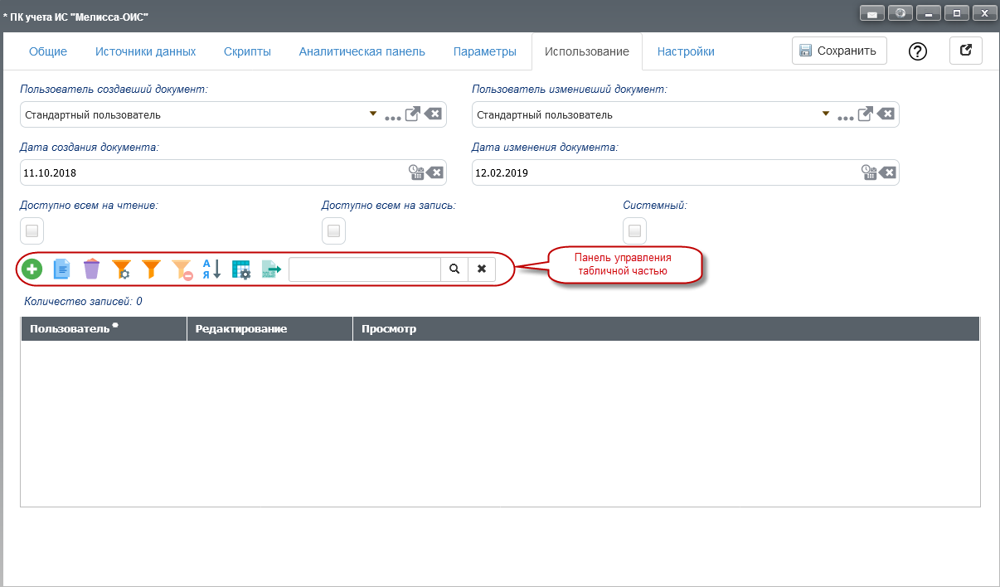 * ПК учета ИС "Мелисса-ОИС"
Общие Источники данных Скрипты Аналитическая панель Параметры Использование Настройки Сохранить
Пользователь создавший документ: Пользователь изменивший документ:
Стандартный пользователь Стандартный пользователь
Дата создания документа: Дата изменения документа:
11.10.2018 12.02.2019
Доступно всем на чтение: Доступно всем на запись: Системный:
А
Я
Панель управления
табличной частью
Количество записей: 0
Пользователь Редактирование Просмотр